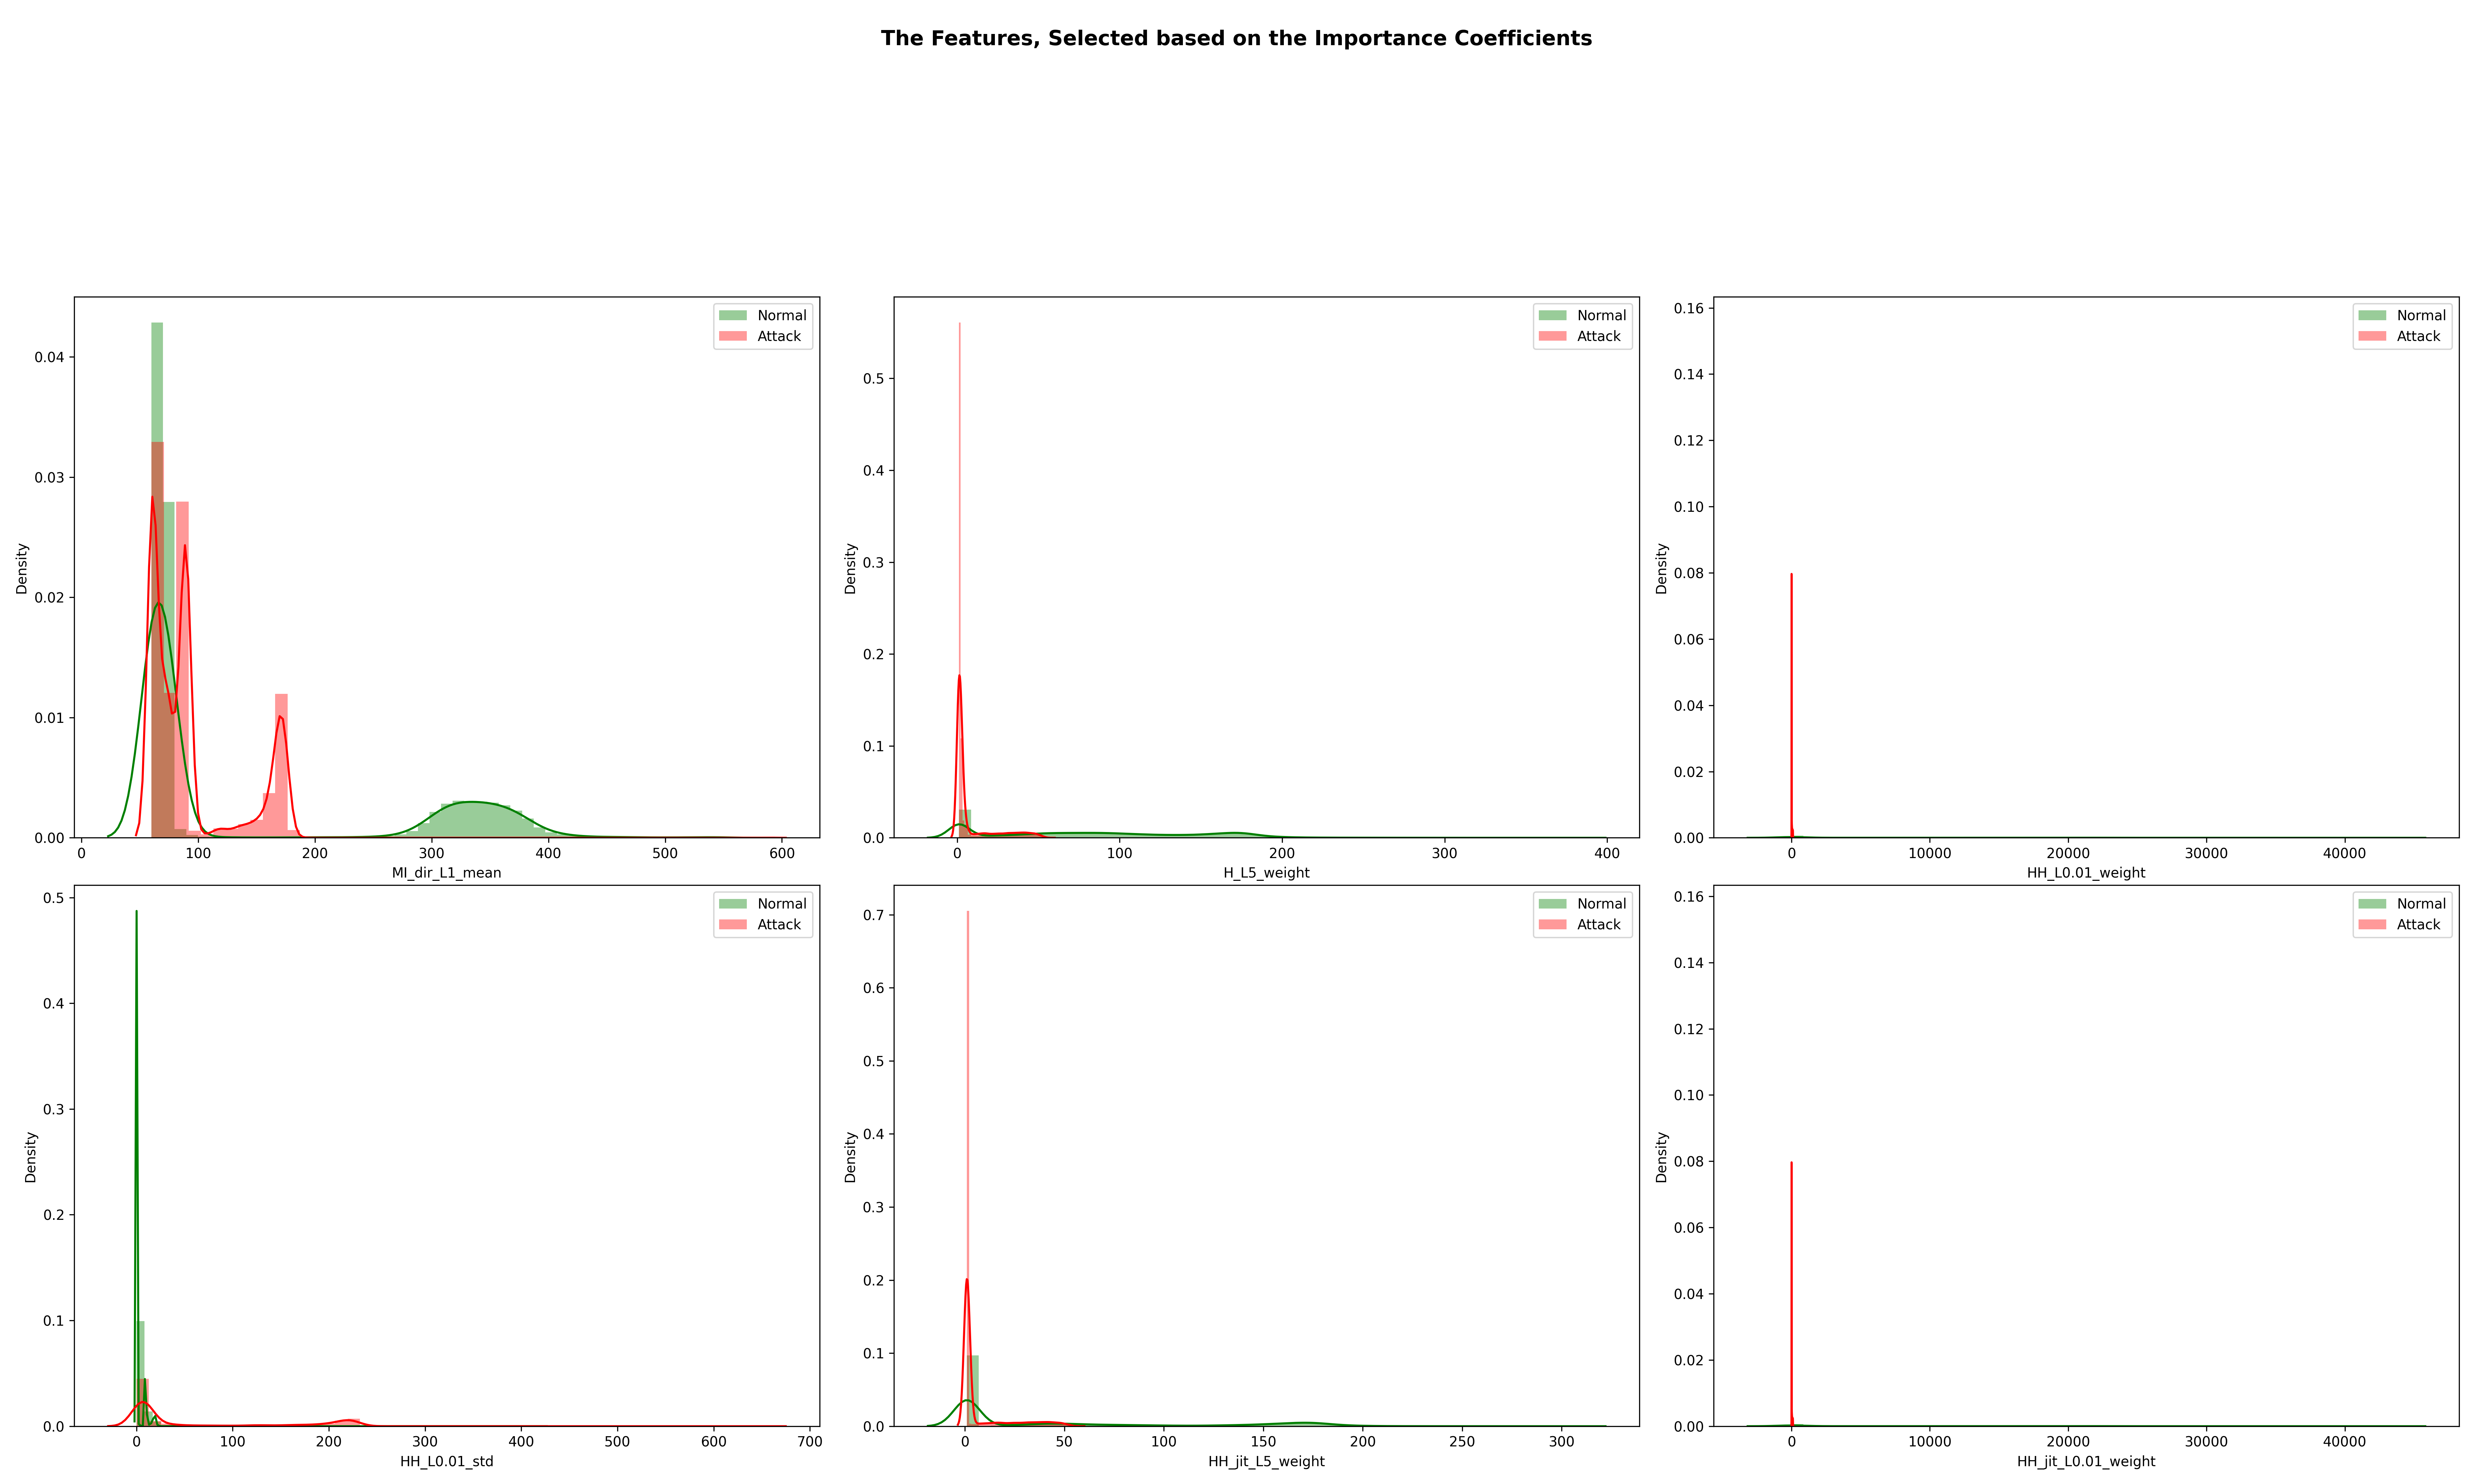 The Features, Selected based on the Importance Coefficients
Normal
Attack
0.04
0.03
0.02
0.01
0.00
Density
0 100 200 300 400 500 600
MI_dir_L1_mean
Normal
Attack
0.5
0.4
0.3
0.2
0.1
0.0
Density
0 100 200 300 400
H_L5_weight
Normal
Attack
0.16
0.14
0.12
0.10
0.08
0.06
0.04
0.02
0.00
Density
0 10000 20000 30000 40000
HH_L0.01_weight
Normal
Attack
0.5
0.4
0.3
0.2
0.1
0.0
Density
0 100 200 300 400 500 600 700
HH_L0.01_std
Normal
Attack
0.7
0.6
0.5
0.4
0.3
0.2
0.1
0.0
Density
0 50 100 150 200 250 300
HH_jit_L5_weight
Normal
Attack
0.16
0.14
0.12
0.10
0.08
0.06
0.04
0.02
0.00
Density
0 10000 20000 30000 40000
HH_jit_L0.01_weight